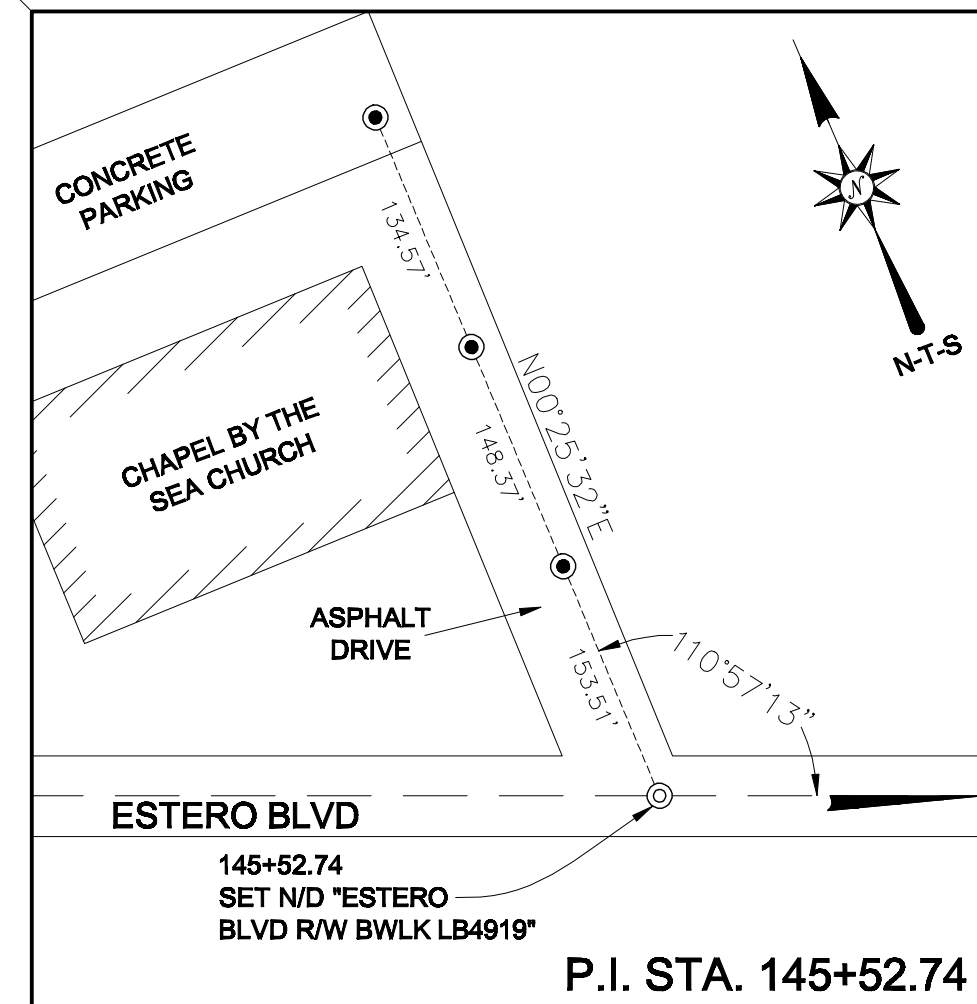 CONCRETE
PARKING
N
N-T-S
134.57'
148.37'
N00°25'32"E
CHAPEL BY THE
SEA CHURCH
ASPHALT
DRIVE
153.51'
110°57'13"
ESTERO BLVD
145+52.74
SET N/D "ESTERO
BLVD R/W BWLK LB4919"
P.I. STA. 145+52.74